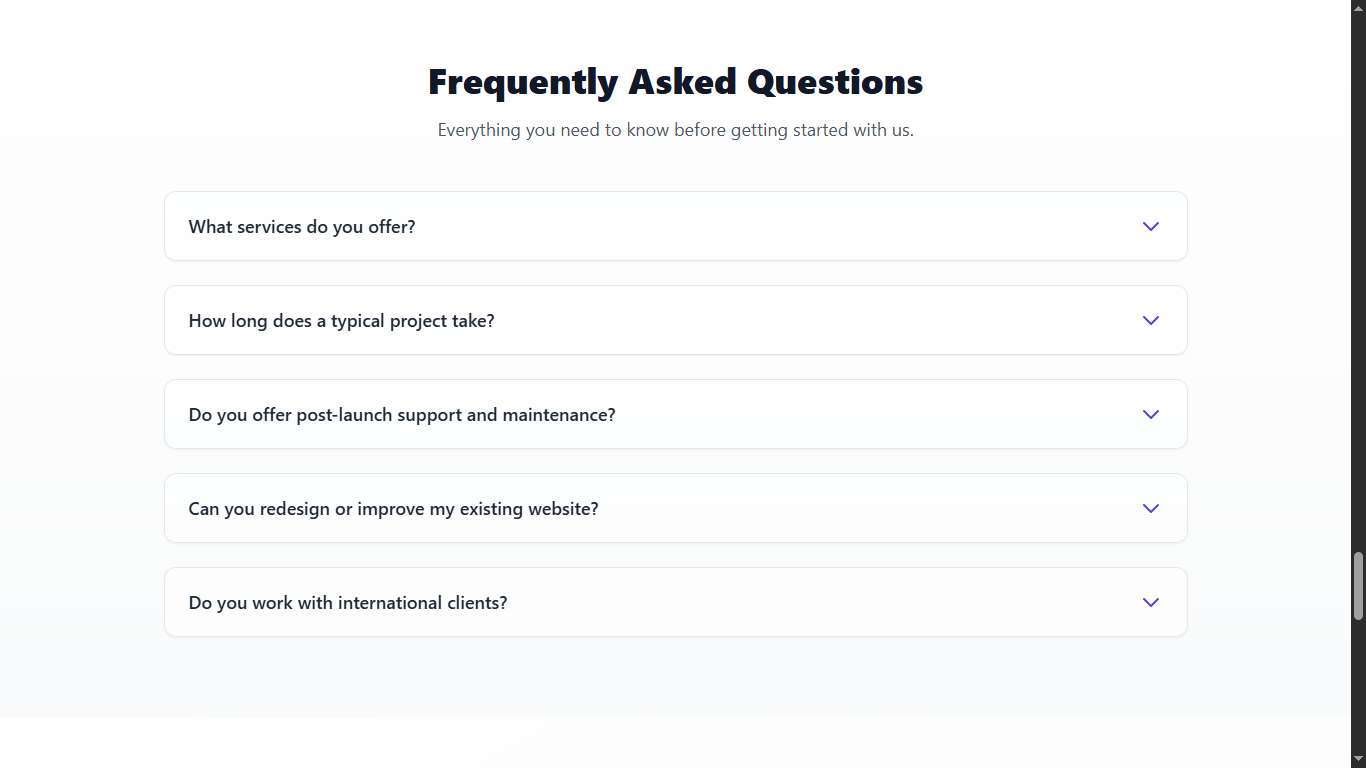 Frequently Asked Questions
Everything you need to know before getting started with us.
What services do you offer?
How long does a typical project take?
Do you offer post-launch support and maintenance?
Can you redesign or improve my existing website?
Do you work with international clients?